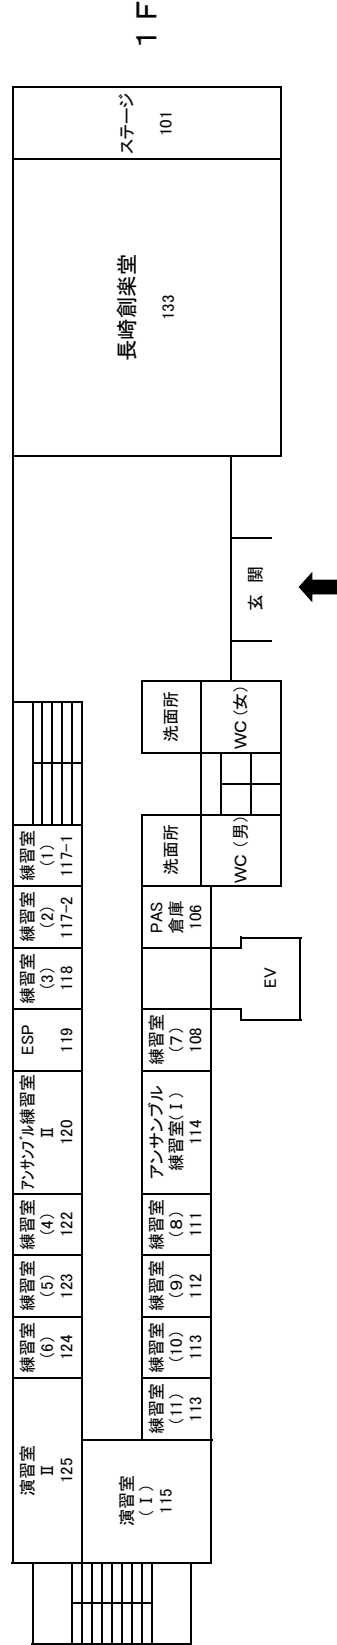 1F
ステージ
101
長崎創楽堂
133
玄 関
洗面所
WC(女)
洗面所
WC(男)
練習室
(1)
117-1
練習室
(2)
117-2
練習室
(3)
118
ESP
119
アンサンブル練習室
Ⅱ
120
練習室
(4)
122
練習室
(5)
123
練習室
(6)
124
演習室
Ⅱ
125
PAS
倉庫
106
EV
練習室
(7)
108
アンサンブル
練習室(Ⅰ)
114
練習室
(8)
111
練習室
(9)
112
練習室
(10)
113
練習室
(11)
113
演習室
(Ⅰ)
115